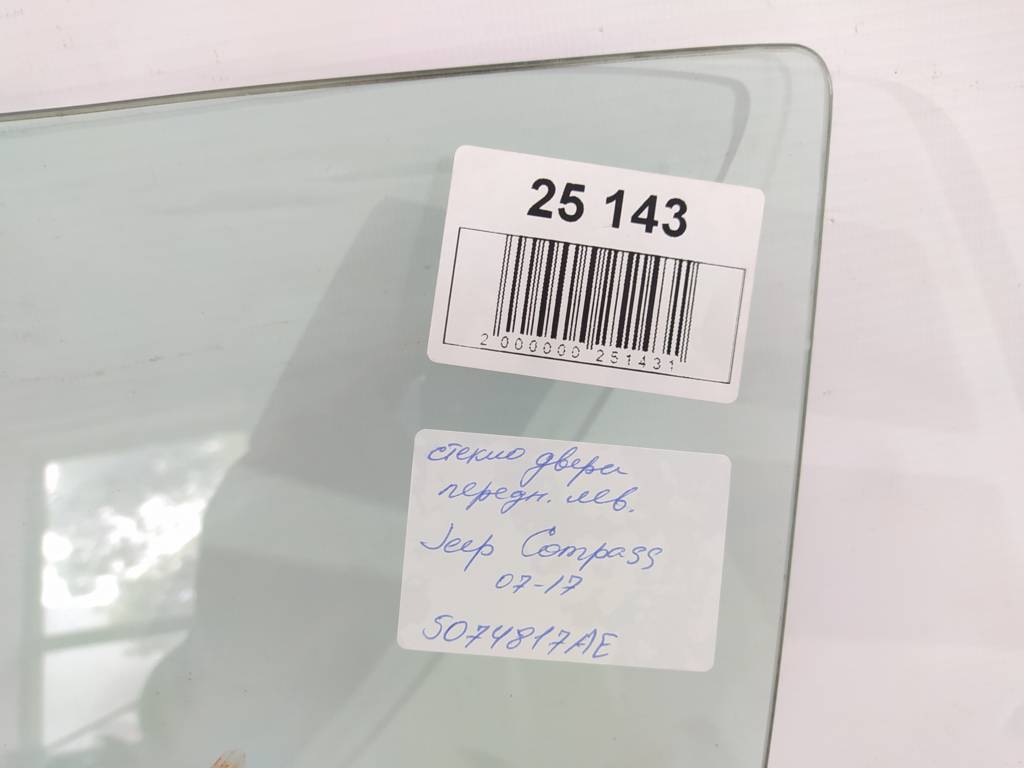 25 143
2 000000 251431
стекло двери
передн. лев.
Jeep Compass
07-17
5074817AE